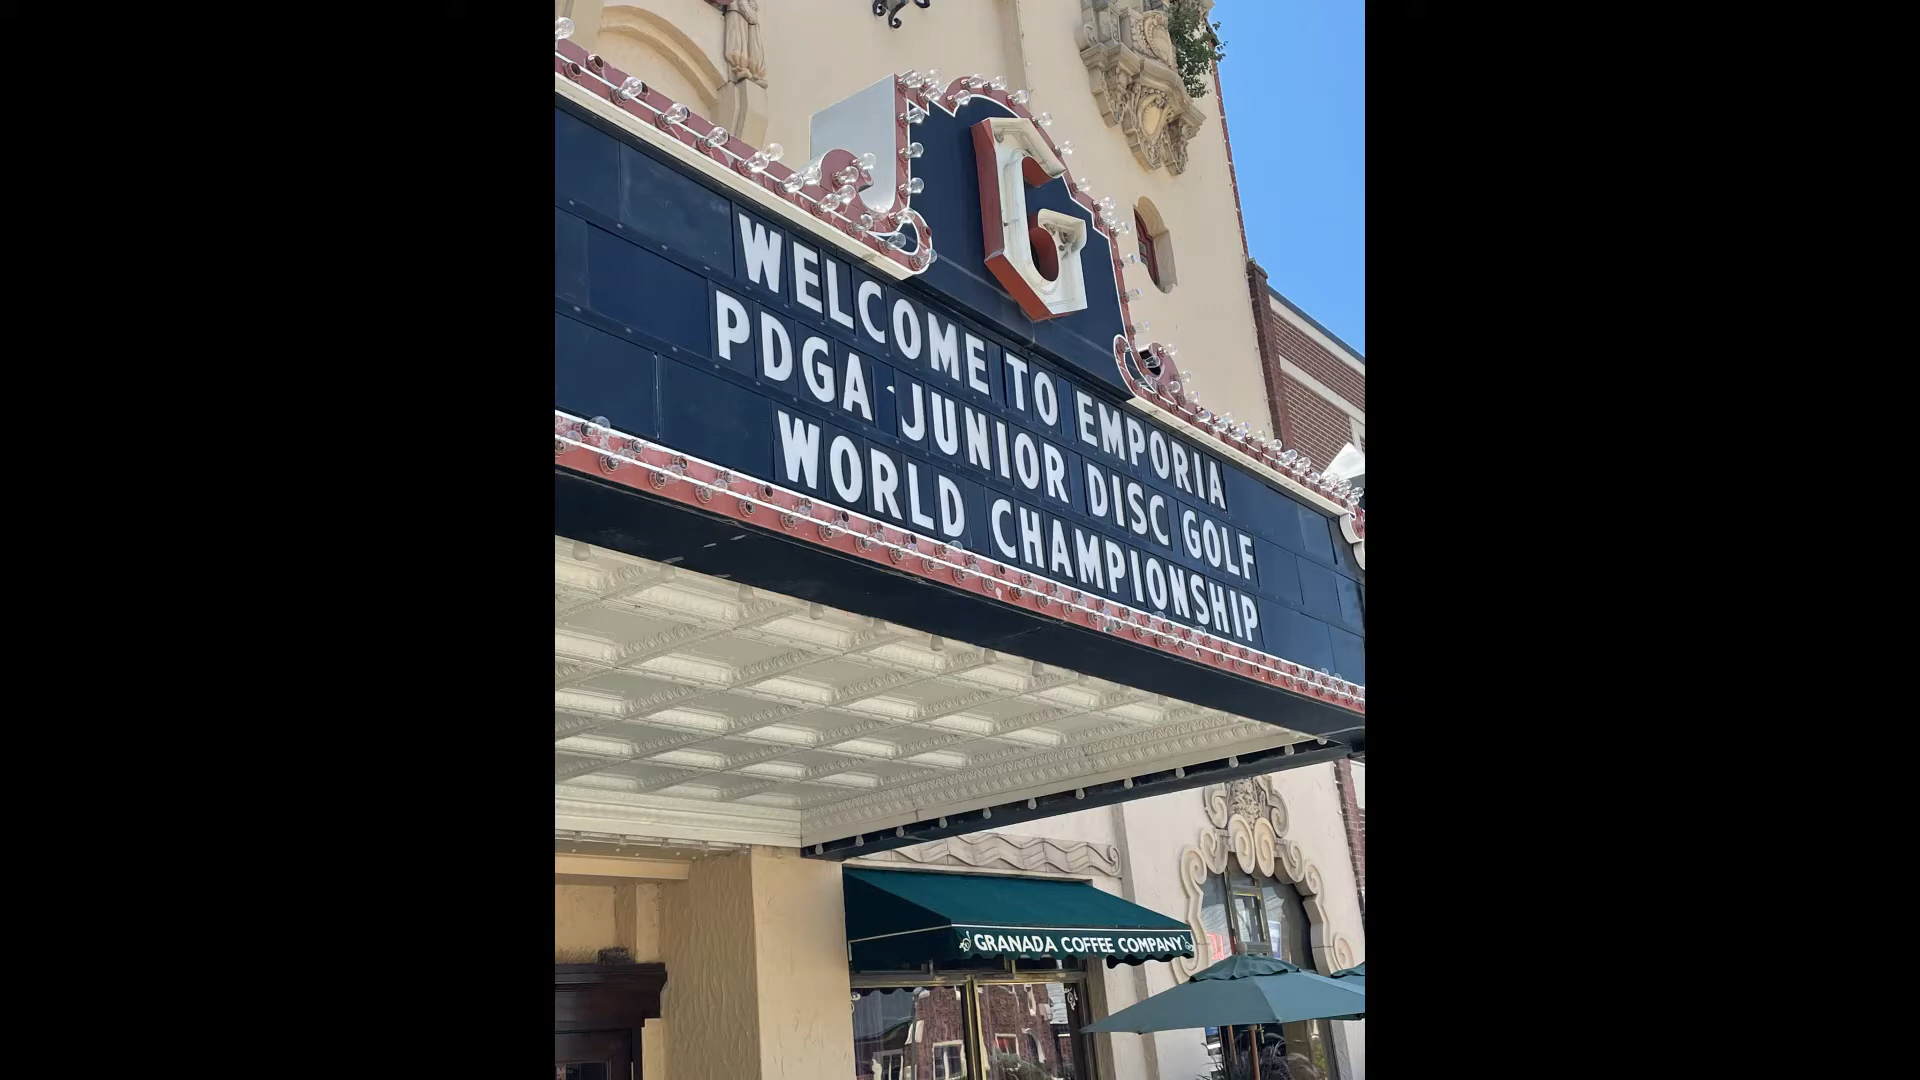 G
WELCOME TO EMPORIA
PDGA JUNIOR DISC GOLF
WORLD CHAMPIONSHIP
GRANADA COFFEE COMPANY